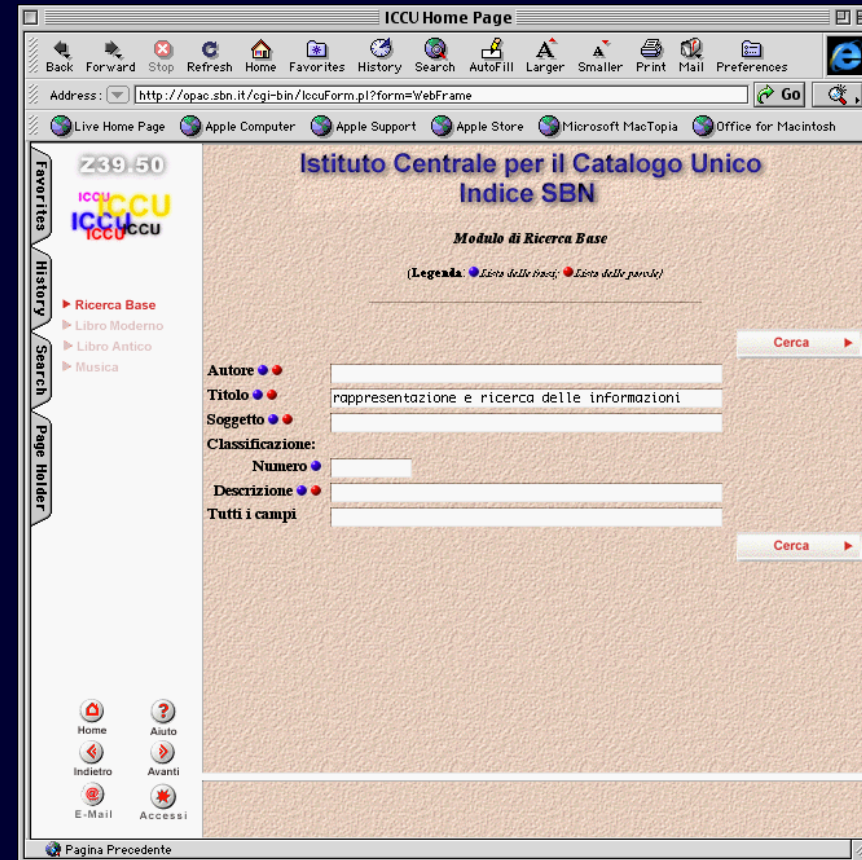 ICCU Home Page
Back Forward Stop Refresh Home Favorites History Search AutoFill Larger Smaller Print Mail Preferences
Address: http://opac.sbn.it/cgi-bin/IccuForm.pl?form=WebFrame Go
Live Home Page Apple Computer Apple Support Apple Store Microsoft MacTopia Office for Macintosh
Favorites
History
Search
Page Holder
Z39.50
ICCU
ICCU
ICCU
ICCU
ICCU
Ricerca Base
Libro Moderno
Libro Antico
Musica
Home Aiuto
Indietro Avanti
E-Mail Accessi
Istituto Centrale per il Catalogo Unico
Indice SBN
Modulo di Ricerca Base
(Legenda: Lista delle voci; Lista delle parole)
Cerca
Autore
Titolo rappresentazione e ricerca delle informazioni
Soggetto
Classificazione:
Numero
Descrizione
Tutti i campi
Cerca
Pagina Precedente